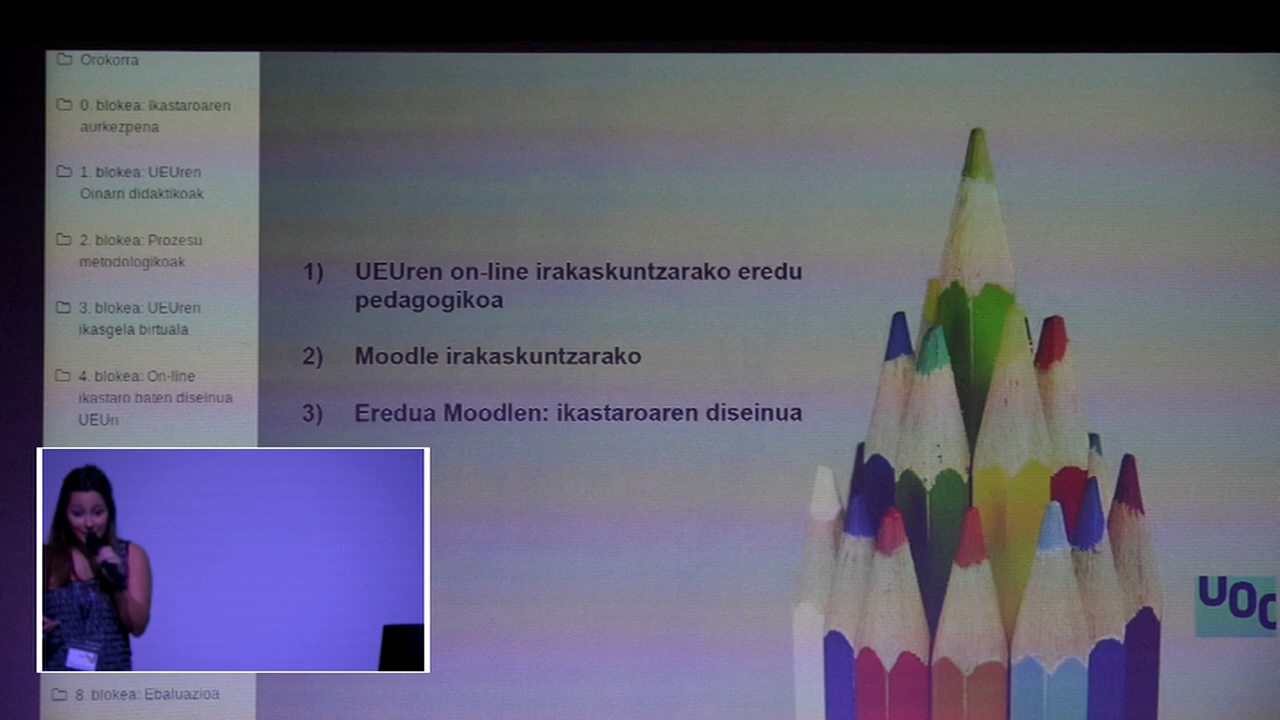 Orokorra
0. blokea: Ikastaroaren
aurkezpena
1. blokea: UEUren
Oinarri didaktikoak
2. blokea: Prozesu
metodologikoak
3. blokea: UEUren
ikasgela birtuala
4. blokea: On-line
ikastaro baten diseinua
UEUn
8. blokea: Ebaluazioa
1) UEUren on-line irakaskuntzarako eredu
pedagogikoa
2) Moodle irakaskuntzarako
3) Eredua Moodlen: ikastaroaren diseinua
UOC